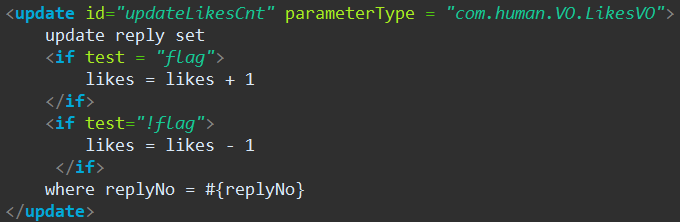 <update id="updateLikesCnt" parameterType = "com.human.VO.LikesVO">
update reply set
<if test = "flag">
likes = likes + 1
</if>
<if test="!flag">
likes = likes - 1
</if>
where replyNo = #{replyNo}
</update>